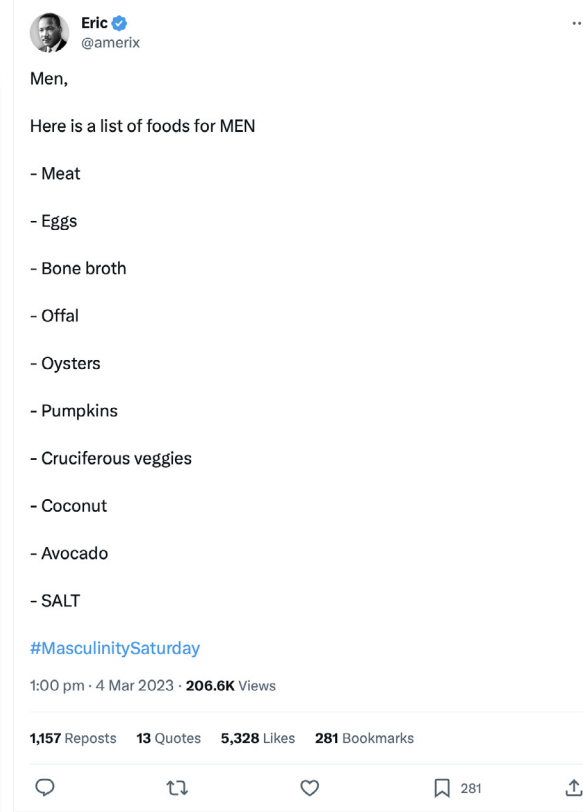 Eric
@amerix
Men,
Here is a list of foods for MEN
- Meat
- Eggs
- Bone broth
- Offal
- Oysters
- Pumpkins
- Cruciferous veggies
- Coconut
- Avocado
- SALT
#MasculinitySaturday
1:00 pm · 4 Mar 2023 · 206.6K Views
1,157 Reposts 13 Quotes 5,328 Likes 281 Bookmarks
281